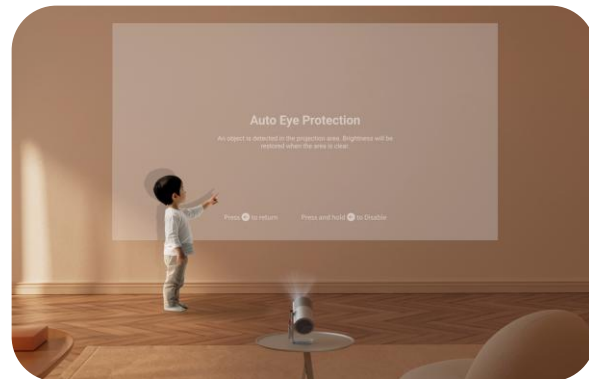 Auto Eye Protection
An object is detected in the projection area. Brightness will be
restored when the area is clear.
Press to return
Press and hold to Disable